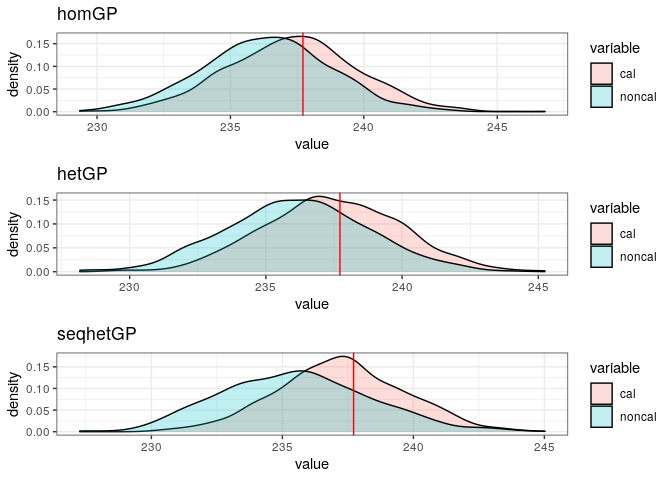 homGP
density
0.15
0.10
0.05
0.00
230 235 240 245
value
variable
cal
noncal
hetGP
density
0.15
0.10
0.05
0.00
230 235 240 245
value
variable
cal
noncal
seqhetGP
density
0.15
0.10
0.05
0.00
230 235 240 245
value
variable
cal
noncal